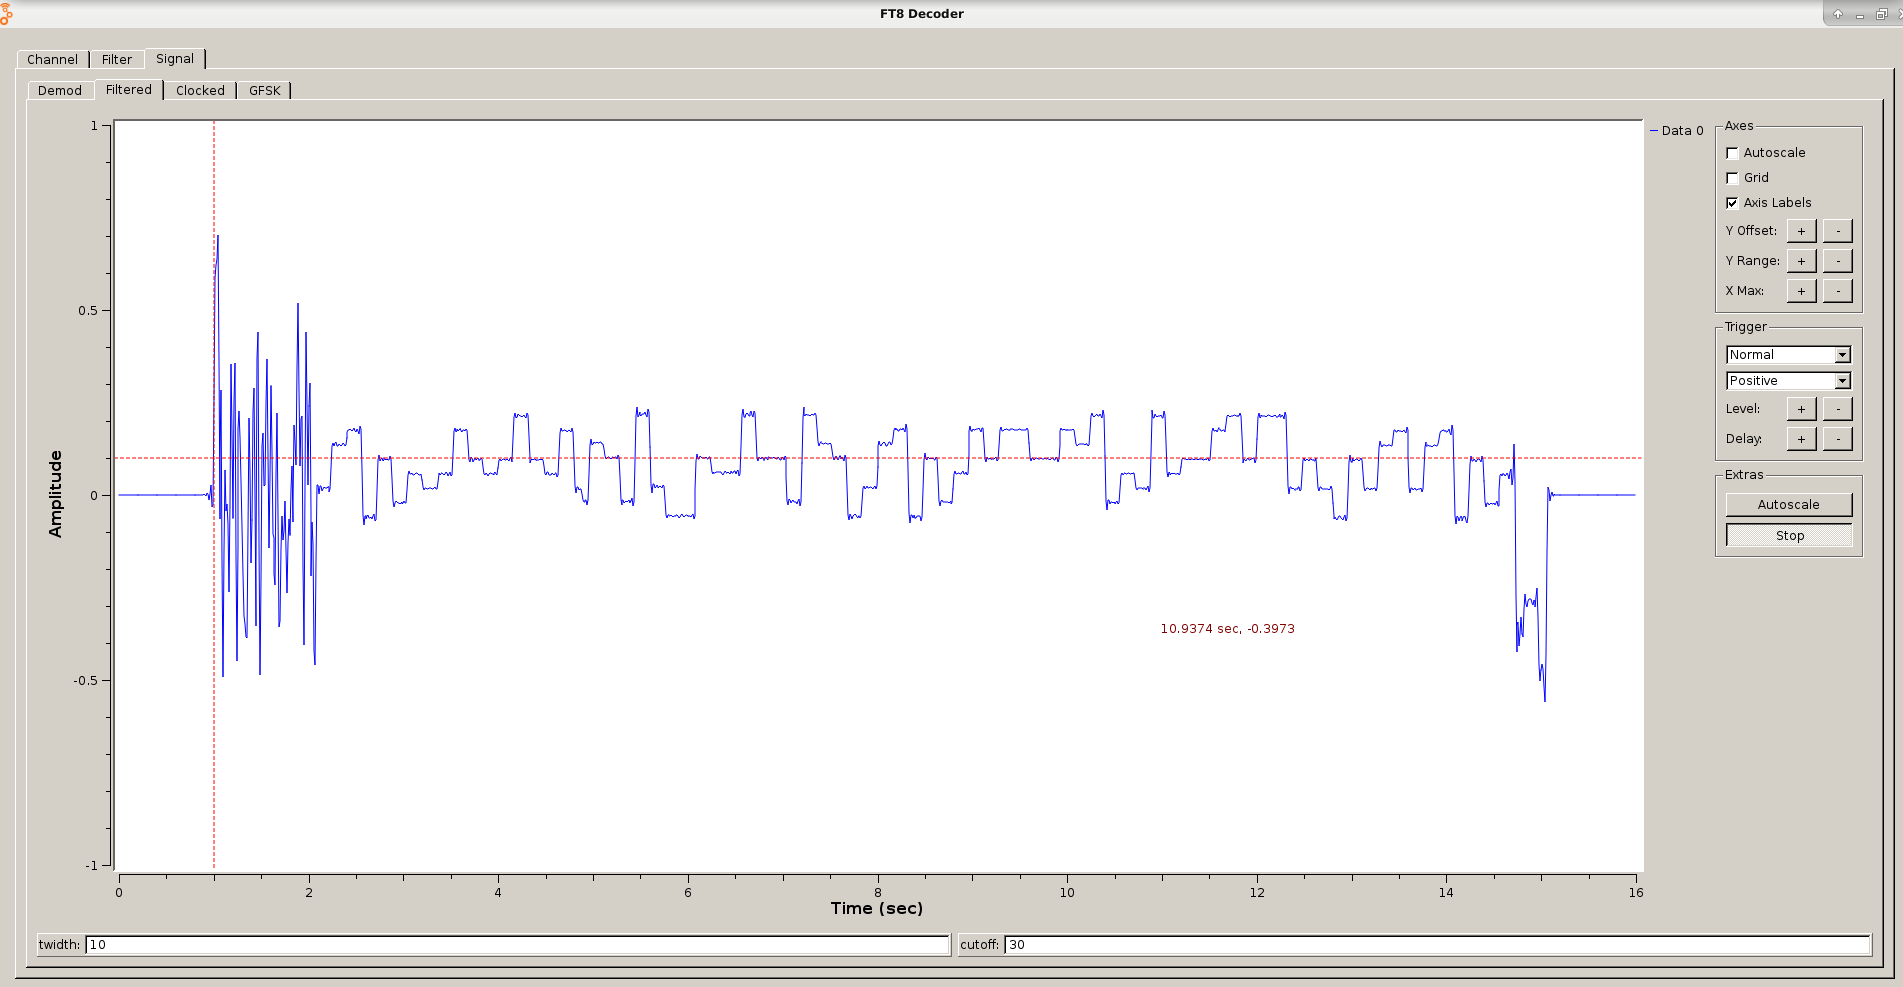 FT8 Decoder
Channel Filter Signal
Demod Filtered Clocked GFSK
1
0.5
0
-0.5
-1
Amplitude
0 2 4 6 8 10 12 14 16
Time (sec)
10.9374 sec, -0.3973
Data 0
Axes
Autoscale
Grid
Axis Labels
Y Offset: + -
Y Range: + -
X Max: + -
Trigger
Normal
Positive
Level: + -
Delay: + -
Extras
Autoscale
Stop
twidth: 10
cutoff: 30